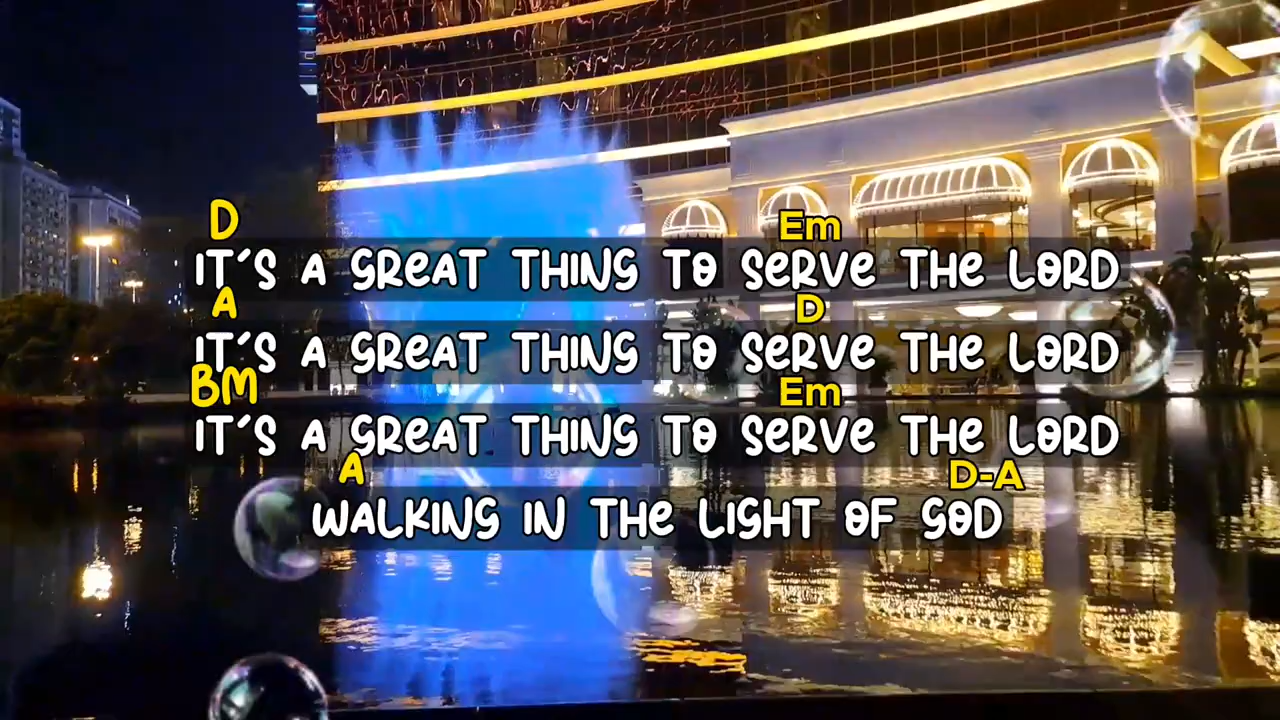 D Em
IT'S A GREAT THING TO SERVE THE LORD
A D
IT'S A GREAT THING TO SERVE THE LORD
BM Em
IT'S A GREAT THING TO SERVE THE LORD
A D-A
WALKING IN THE LIGHT OF GOD